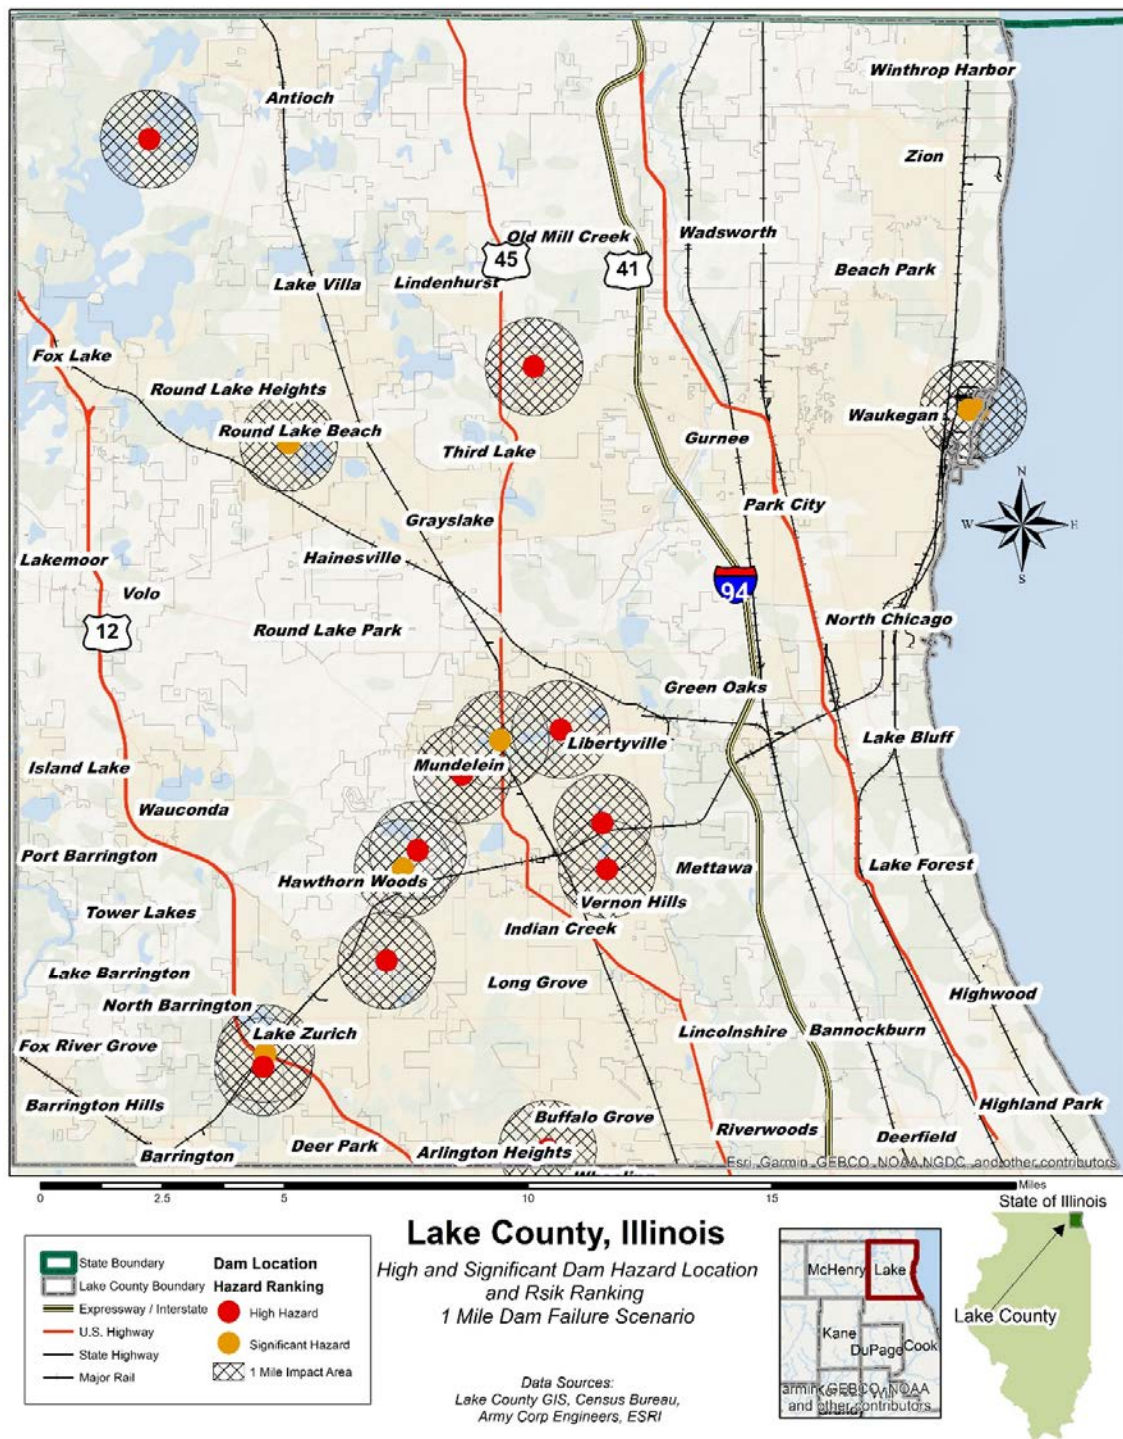 Winthrop Harbor
Antioch
Zion
Wadsworth
Old Mill Creek
45
41
Beach Park
Lake Villa
Lindenhurst
Fox Lake
Round Lake Heights
Waukegan
Round Lake Beach
Gurnee
Third Lake
N
Park City
Grayslake
W
E
Hainesville
Lakemoor
S
Volo
94
12
Round Lake Park
North Chicago
Green Oaks
Libertyville
Lake Bluff
Mundelein
Island Lake
Wauconda
Port Barrington
Lake Forest
Mettawa
Hawthorn Woods
Vernon Hills
Tower Lakes
Indian Creek
Lake Barrington
Long Grove
Highwood
North Barrington
Lake Zurich
Lincolnshire
Bannockburn
Fox River Grove
Barrington Hills
Buffalo Grove
Highland Park
Riverwoods
Deerfield
Deer Park
Arlington Heights
Barrington
Esri, Garmin, GEBCO, NOAA NGDC, and other contributors
Miles
0 2.5 5 10 15
State of Illinois
Lake County, Illinois
High and Significant Dam Hazard Location
and Rsik Ranking
1 Mile Dam Failure Scenario
Data Sources:
Lake County GIS, Census Bureau,
Army Corp Engineers, ESRI
State Boundary
Lake County Boundary
Expressway / Interstate
U.S. Highway
State Highway
Major Rail
Dam Location
Hazard Ranking
High Hazard
Significant Hazard
1 Mile Impact Area
McHenry
Lake
Kane
DuPage
Cook
Will
GEBCO, NOAA
and other contributors
Lake County